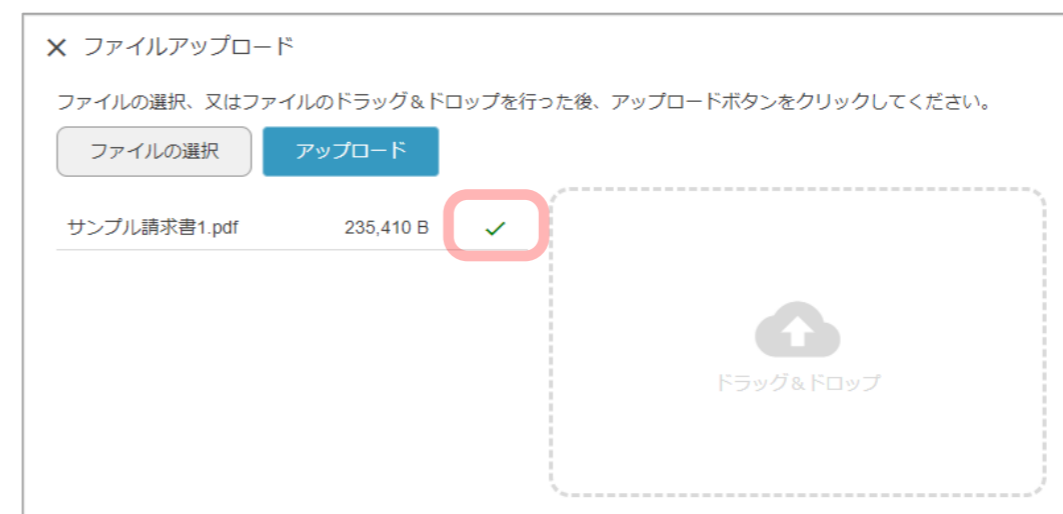 ファイルアップロード
ファイルの選択、又はファイルのドラッグ&ドロップを行った後、アップロードボタンをクリックしてください。
ファイルの選択 アップロード
サンプル請求書1.pdf 235,410 B
ドラッグ&ドロップ